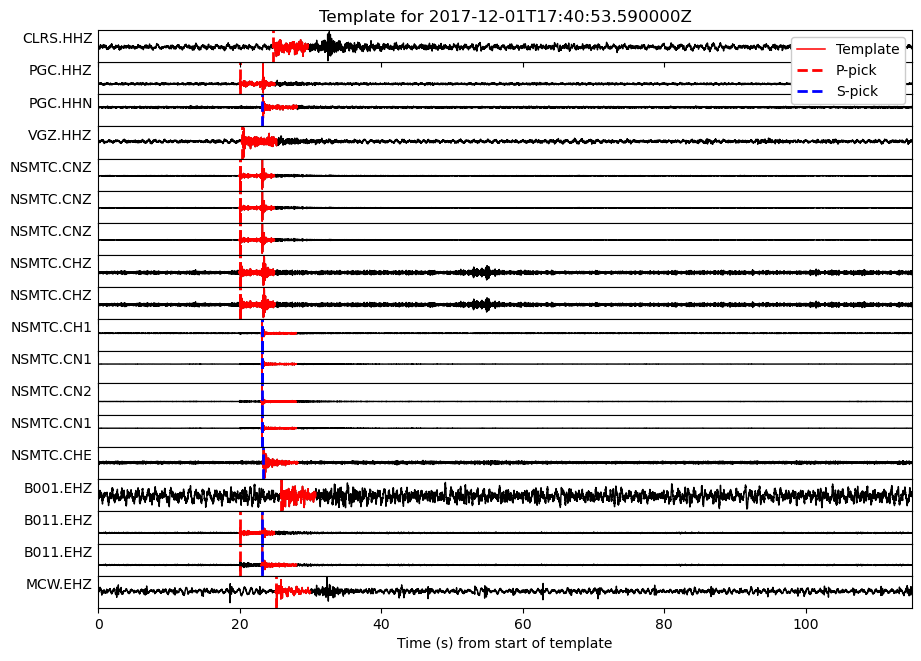 Template for 2017-12-01T17:40:53.590000Z
CLRS.HHZ
PGC.HHZ
PGC.HHN
VGZ.HHZ
NSMTC.CNZ
NSMTC.CNZ
NSMTC.CNZ
NSMTC.CHZ
NSMTC.CHZ
NSMTC.CH1
NSMTC.CN1
NSMTC.CN2
NSMTC.CN1
NSMTC.CHE
B001.EHZ
B011.EHZ
B011.EHZ
MCW.EHZ
Template
P-pick
S-pick
0 20 40 60 80 100
Time (s) from start of template